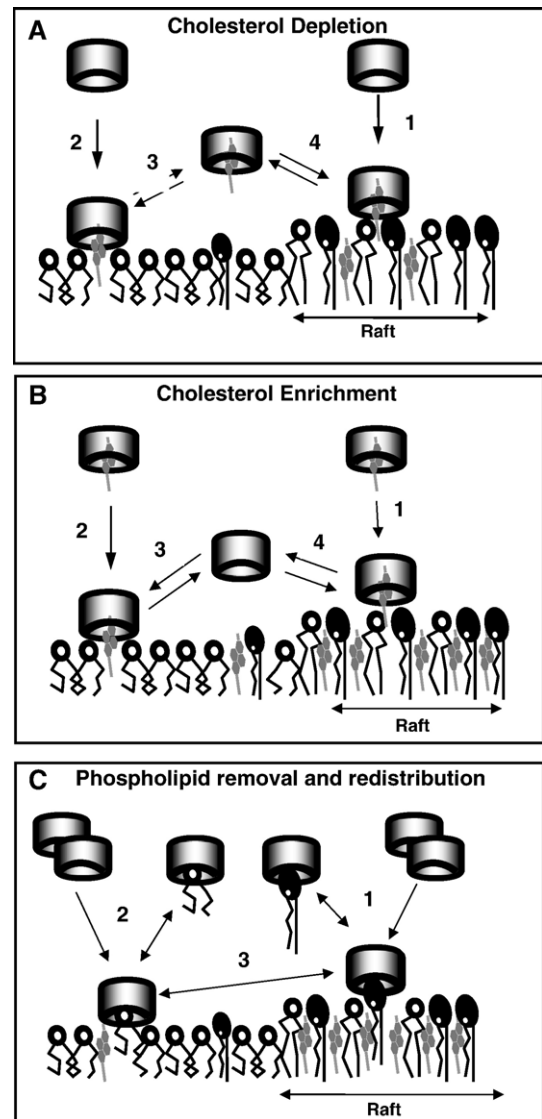 A Cholesterol Depletion
2 1
3 4
Raft
B Cholesterol Enrichment
2 1
3 4
Raft
C Phospholipid removal and redistribution
2 1
3
Raft